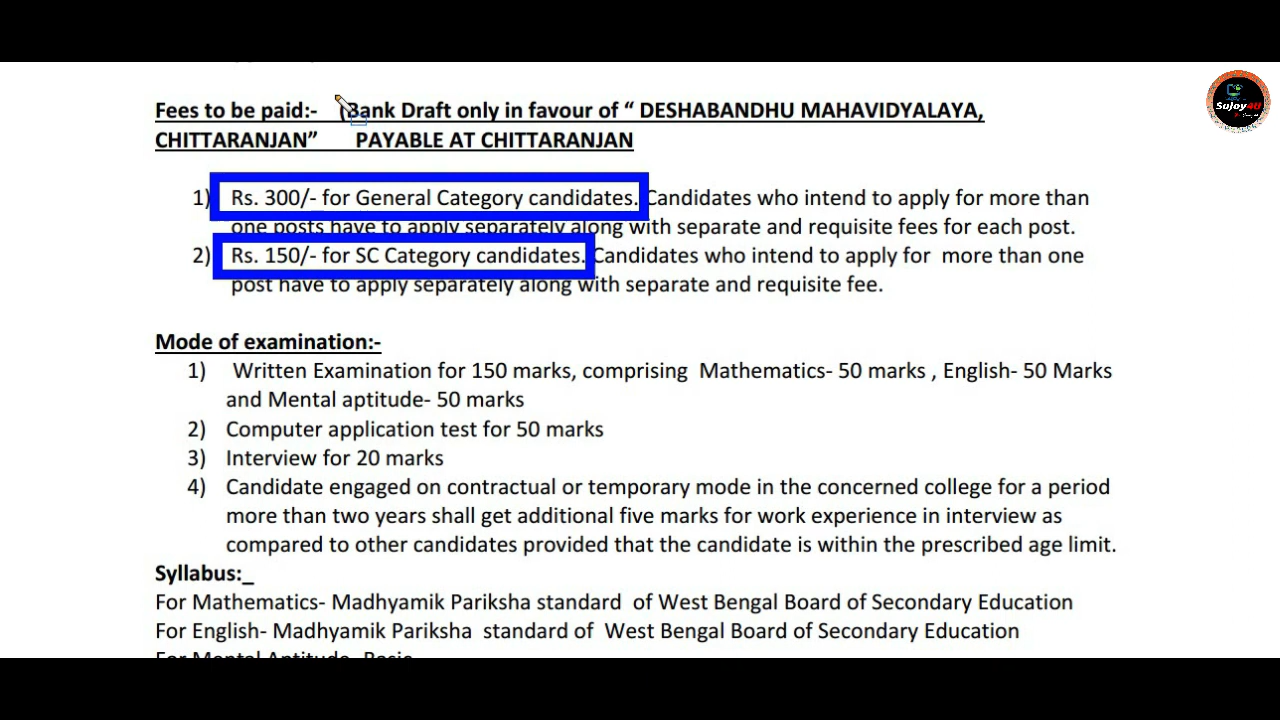 Fees to be paid:- (Bank Draft only in favour of “ DESHABANDHU MAHAVIDYALAYA,
CHITTARANJAN” PAYABLE AT CHITTARANJAN
1) Rs. 300/- for General Category candidates. Candidates who intend to apply for more than
one posts have to apply separately along with separate and requisite fees for each post.
2) Rs. 150/- for SC Category candidates. Candidates who intend to apply for more than one
post have to apply separately along with separate and requisite fee.
Mode of examination:-
1) Written Examination for 150 marks, comprising Mathematics- 50 marks , English- 50 Marks
and Mental aptitude- 50 marks
2) Computer application test for 50 marks
3) Interview for 20 marks
4) Candidate engaged on contractual or temporary mode in the concerned college for a period
more than two years shall get additional five marks for work experience in interview as
compared to other candidates provided that the candidate is within the prescribed age limit.
Syllabus:_
For Mathematics- Madhyamik Pariksha standard of West Bengal Board of Secondary Education
For English- Madhyamik Pariksha standard of West Bengal Board of Secondary Education
For Mental Aptitude- Basic
Sujoy4U